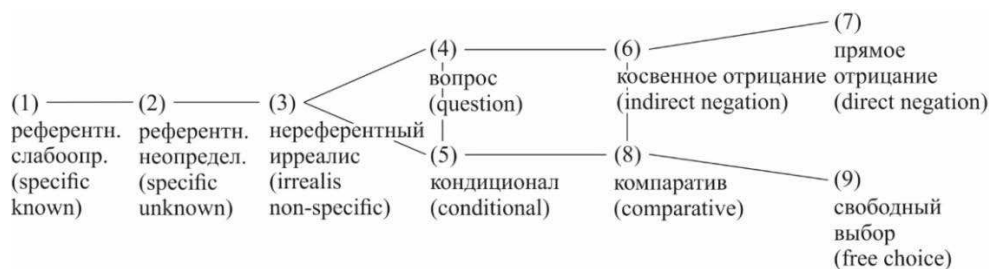 (1)
референтн.
слабоопр.
(specific
known)
(2)
референтн.
неопредел.
(specific
unknown)
(3)
нереферентный
ирреалис
(irrealis
non-specific)
(4)
вопрос
(question)
(5)
кондиционал
(conditional)
(6)
косвенное отрицание
(indirect negation)
(8)
компаратив
(comparative)
(7)
прямое
отрицание
(direct negation)
(9)
свободный
выбор
(free choice)